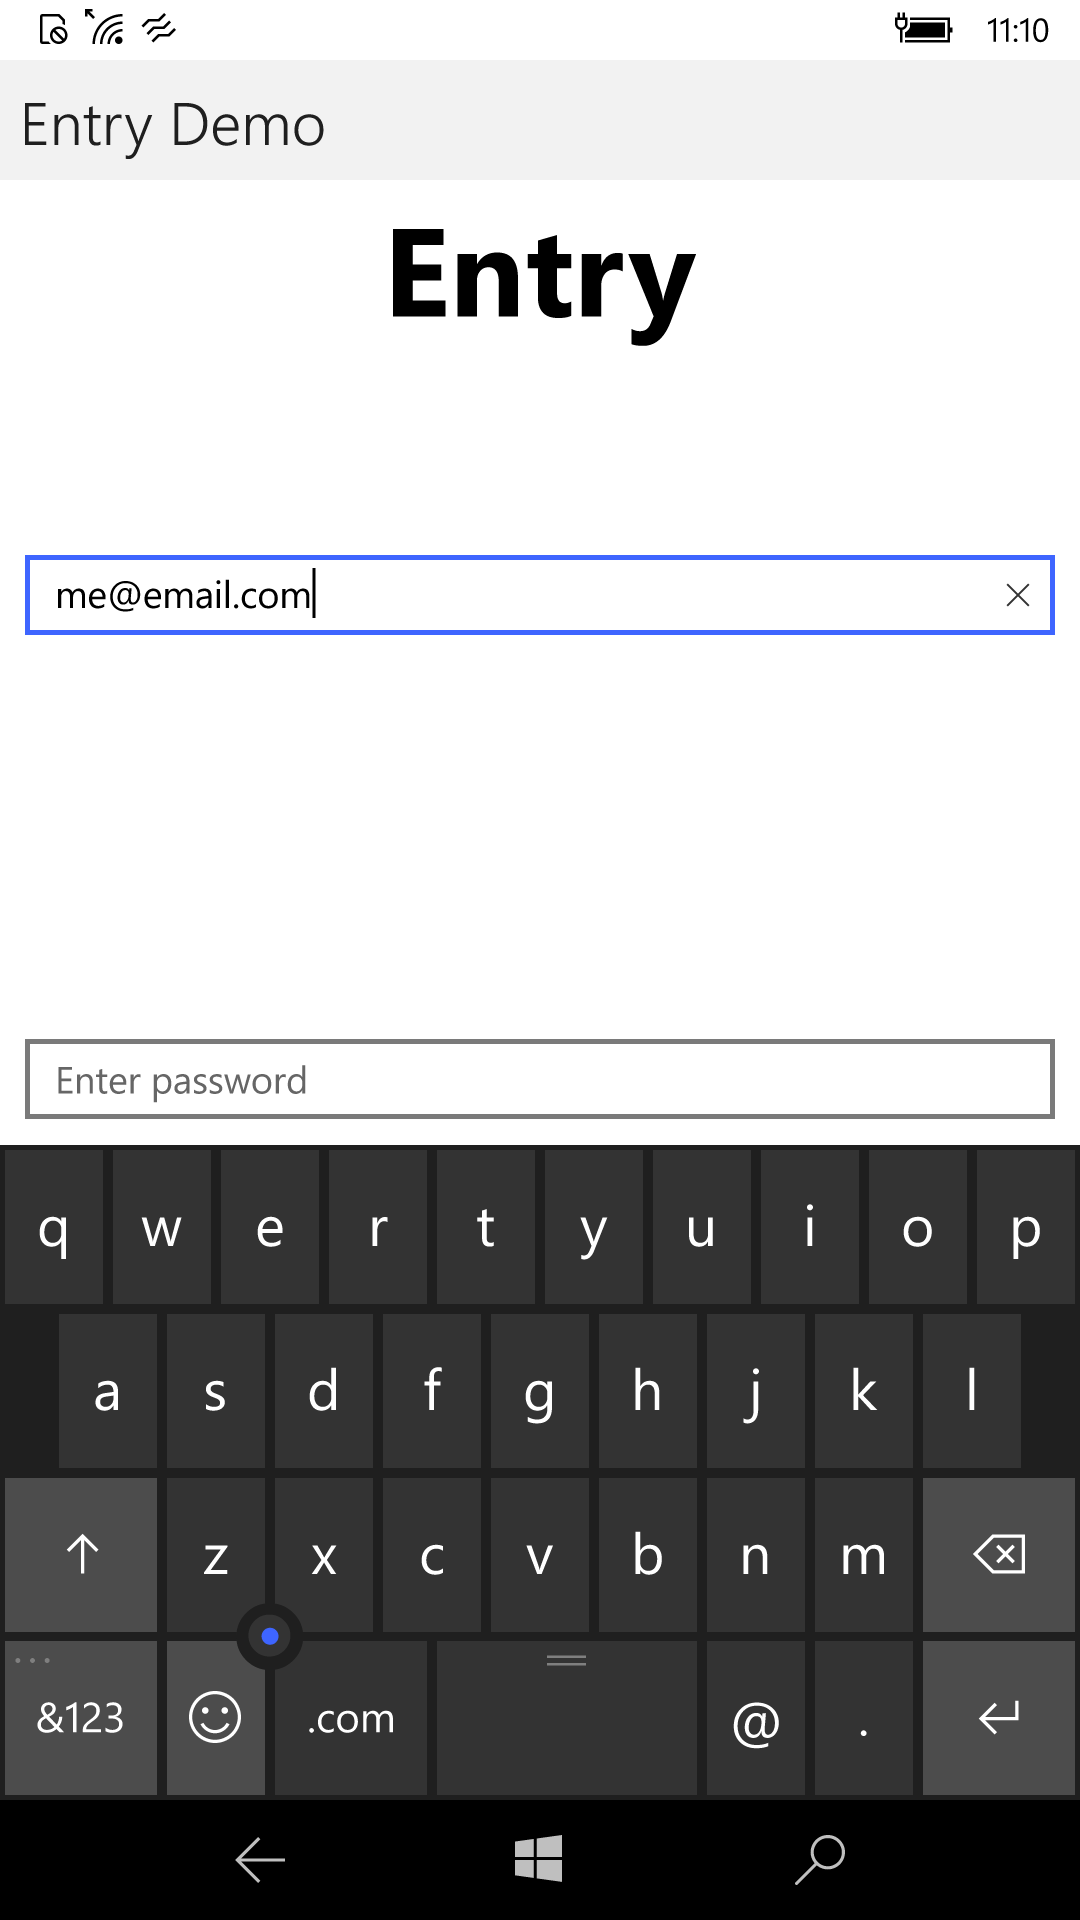 11:10
Entry Demo
Entry
me@email.com
Enter password
q w e r t y u i o p
a s d f g h j k l
z x c v b n m
&123 .com @ .